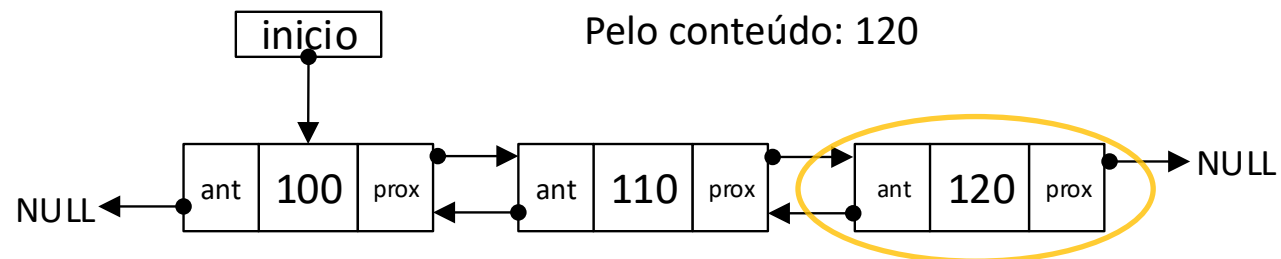 inicio
Pelo conteúdo: 120
NULL
ant 100 prox
ant 110 prox
ant 120 prox
NULL